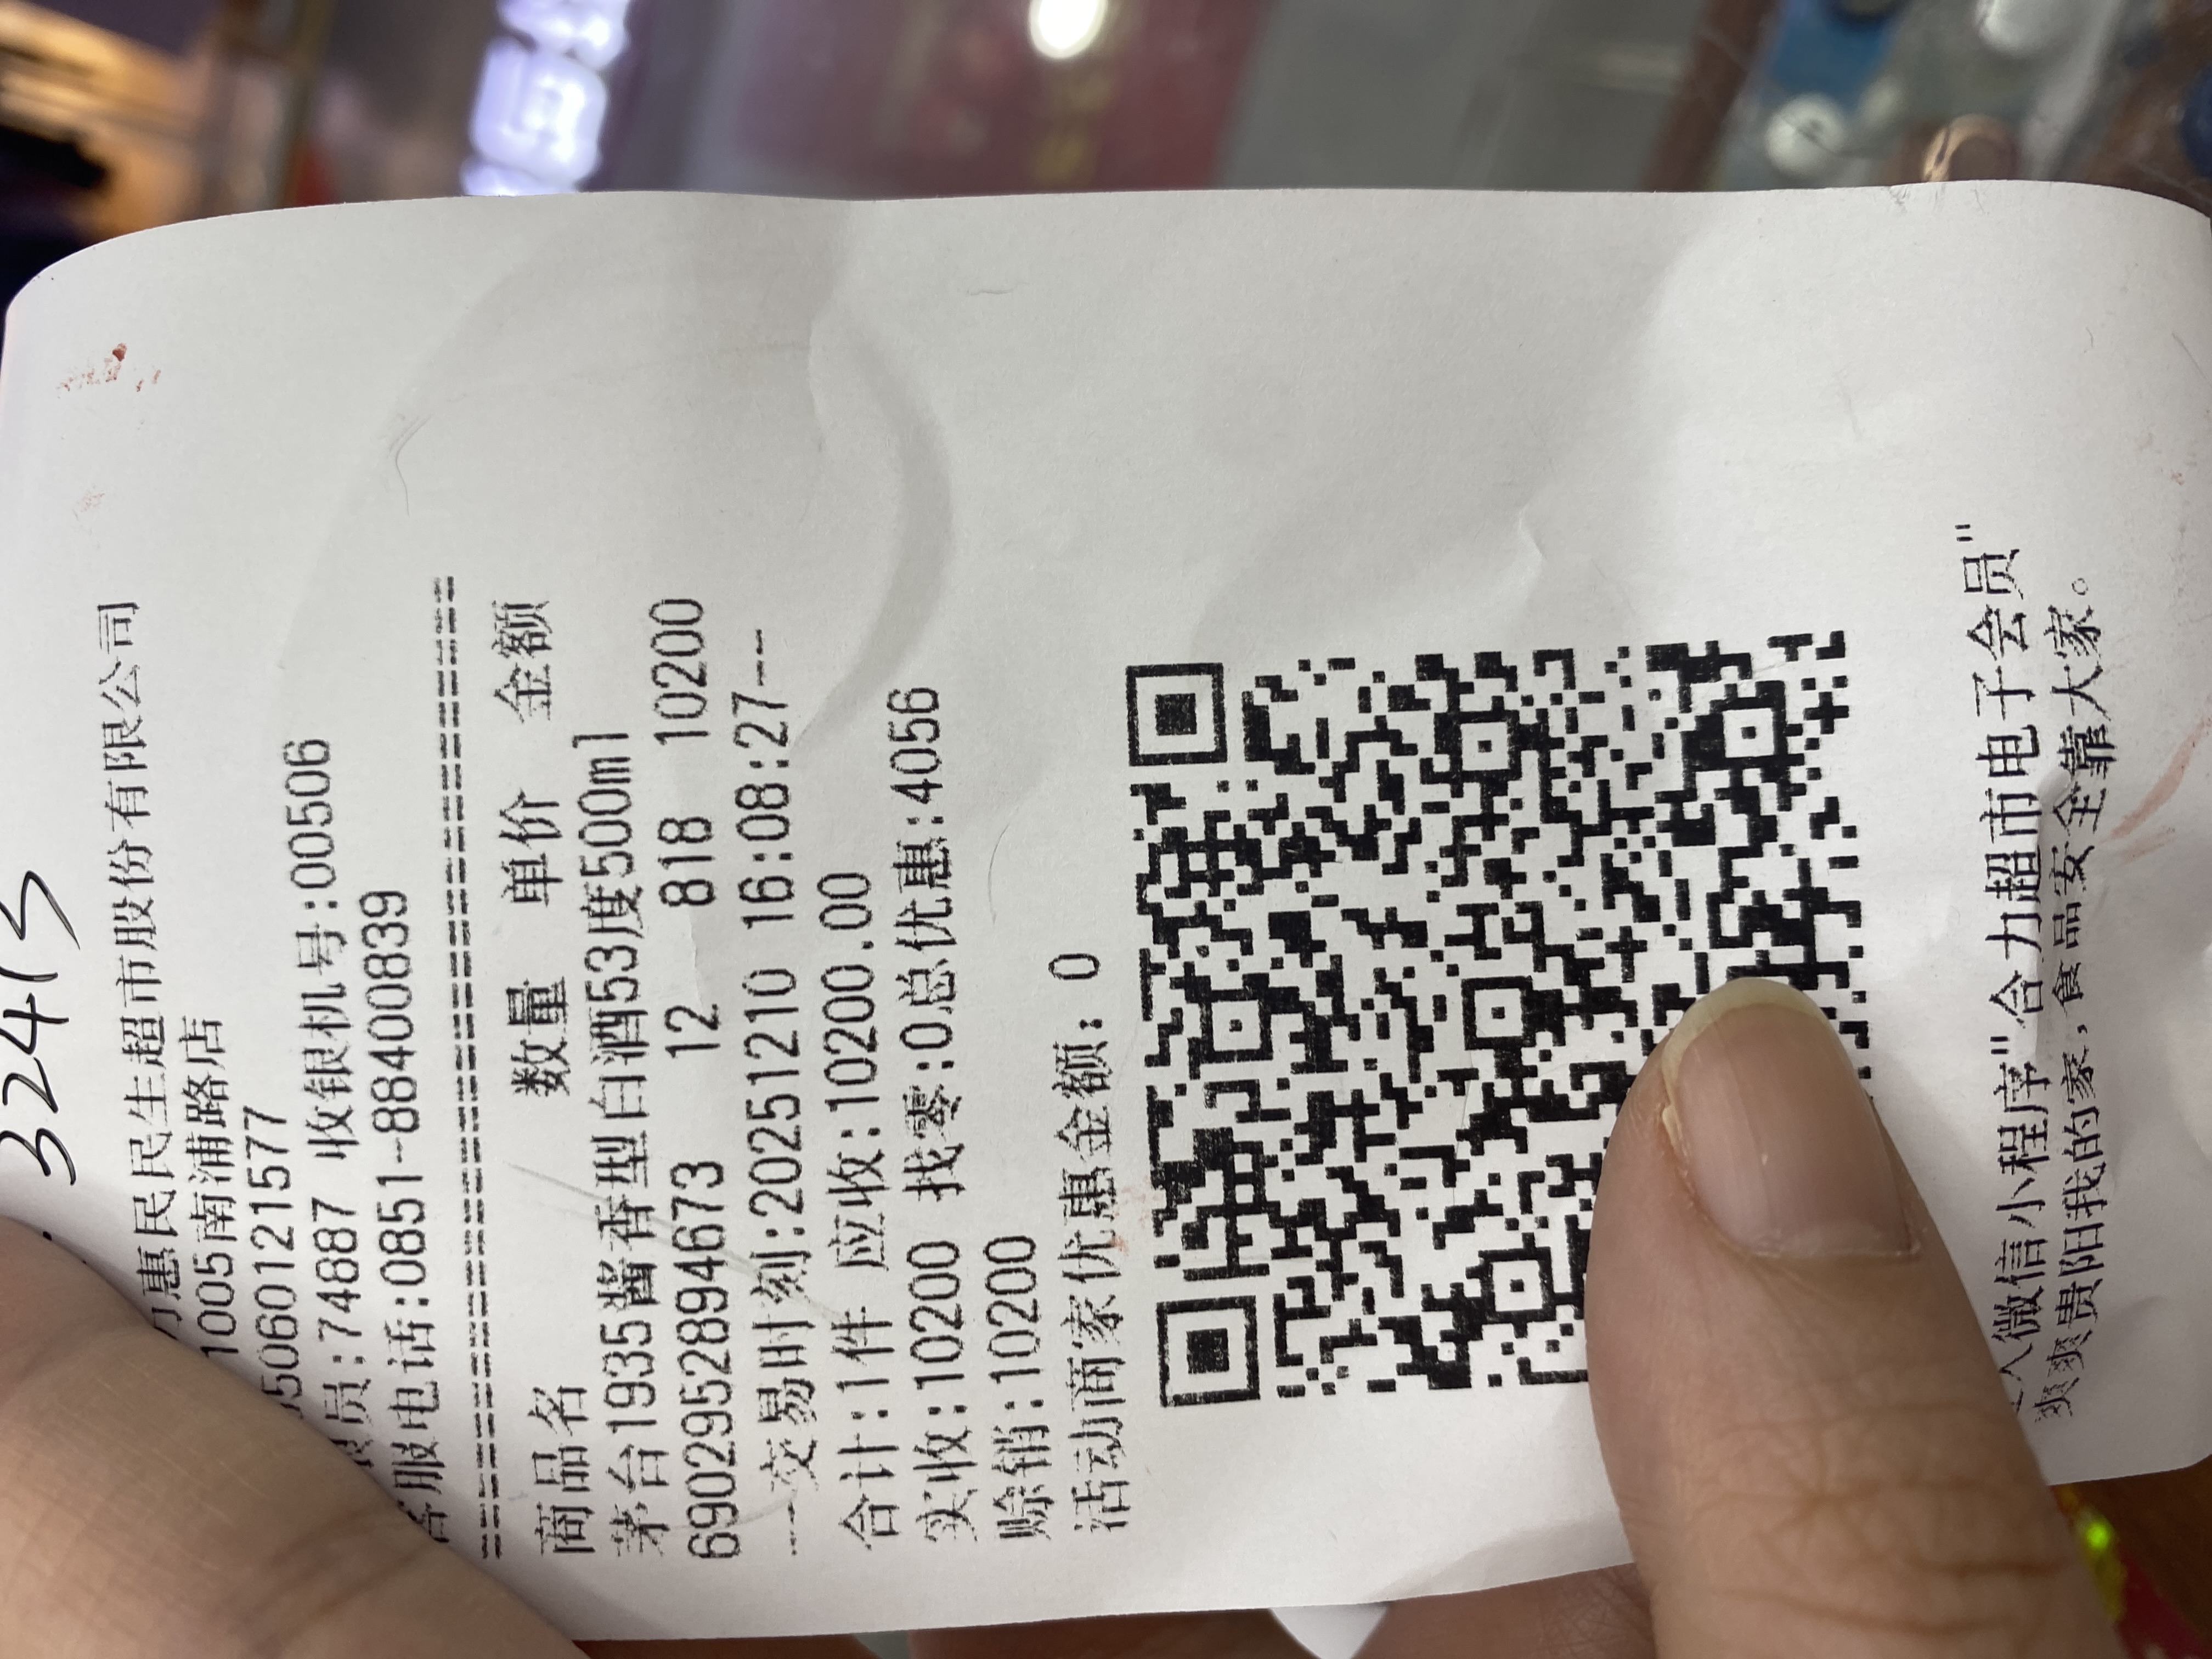 32415
惠民民生超市股份有限公司
1005南浦路店
5060121577
员:74887 收银机号:00506
客服电话:0851-88400839
================================
商品名 数量 单价 金额
茅台1935酱香型白酒53度500ml
6902952894673 12 818 10200
---交易时刻:20251210 16:08:27---
合计:1件 应收:10200.00
实收:10200 找零:0总优惠:4056
赊销:10200
活动商家优惠金额: 0
入微信小程序"合力超市电子会员"
爽爽贵阳我的家,食品安全靠大家。